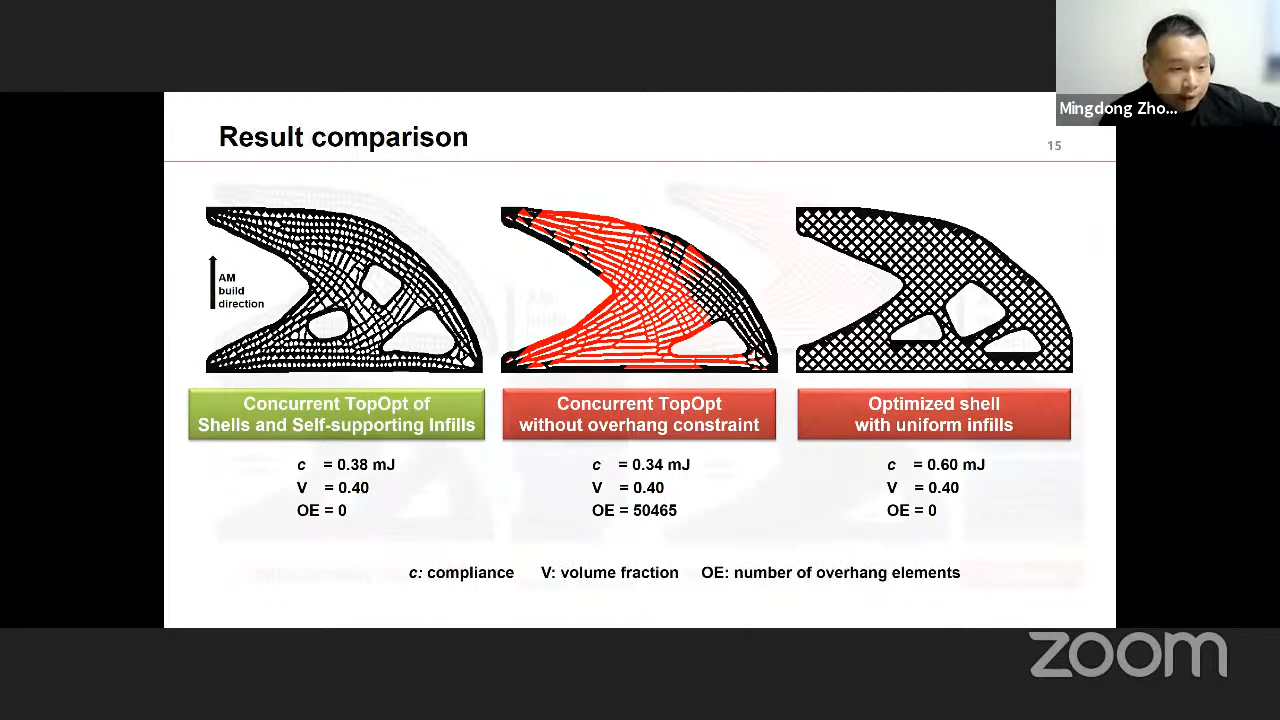 Mingdong Zho...
Result comparison
15
AM
build
direction
Concurrent TopOpt of
Shells and Self-supporting Infills
Concurrent TopOpt
without overhang constraint
Optimized shell
with uniform infills
c = 0.38 mJ
V = 0.40
OE = 0
c = 0.34 mJ
V = 0.40
OE = 50465
c = 0.60 mJ
V = 0.40
OE = 0
c: compliance V: volume fraction OE: number of overhang elements
zoom